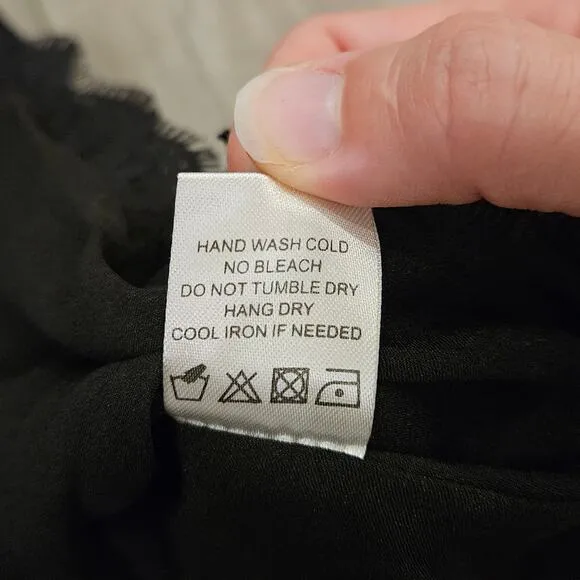 HAND WASH COLD
NO BLEACH
DO NOT TUMBLE DRY
HANG DRY
COOL IRON IF NEEDED